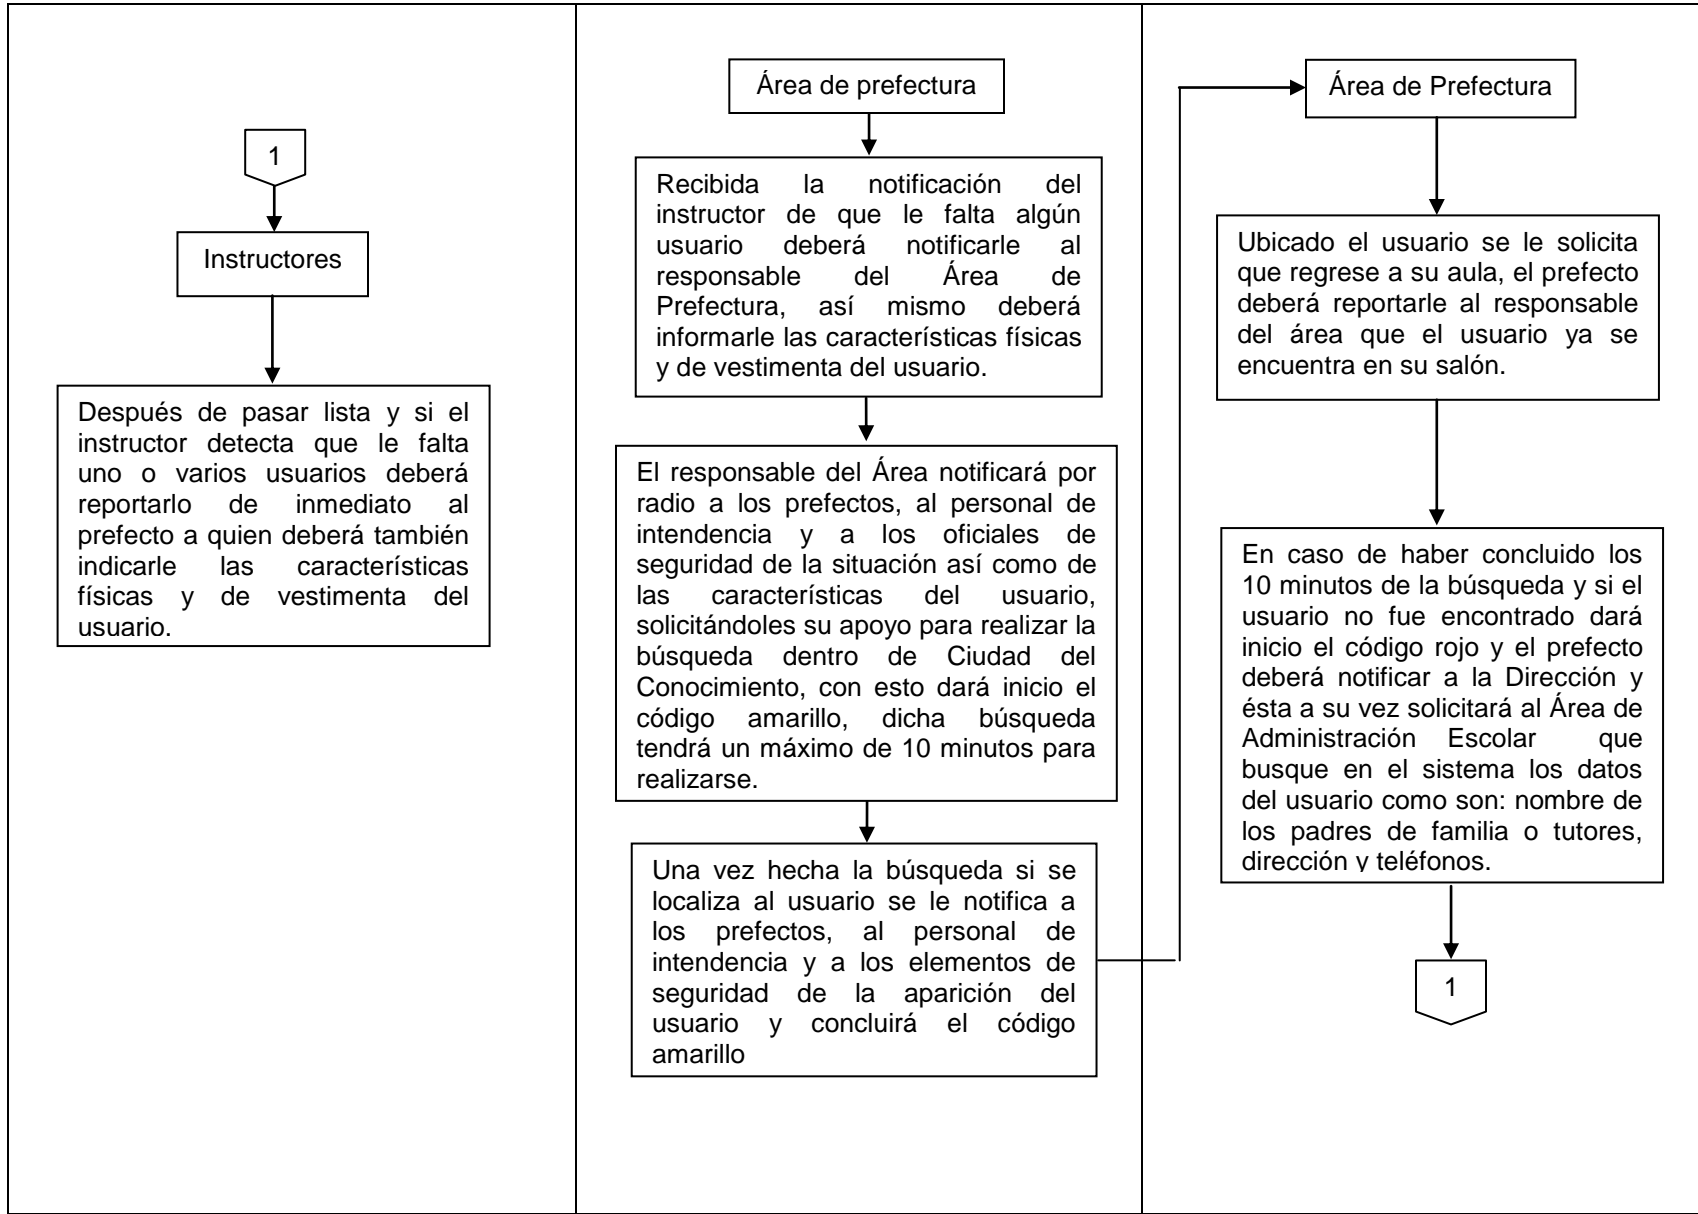 1
Instructores
Después de pasar lista y si el
instructor detecta que le falta
uno o varios usuarios deberá
reportarlo de inmediato al
prefecto a quien deberá también
indicarle las características
físicas y de vestimenta del
usuario.
Área de prefectura
Recibida la notificación del
instructor de que le falta algún
usuario deberá notificarle al
responsable del Área de
Prefectura, así mismo deberá
informarle las características físicas
y de vestimenta del usuario.
El responsable del Área notificará por
radio a los prefectos, al personal de
intendencia y a los oficiales de
seguridad de la situación así como de
las características del usuario,
solicitándoles su apoyo para realizar la
búsqueda dentro de Ciudad del
Conocimiento, con esto dará inicio el
código amarillo, dicha búsqueda
tendrá un máximo de 10 minutos para
realizarse.
Una vez hecha la búsqueda si se
localiza al usuario se le notifica a
los prefectos, al personal de
intendencia y a los elementos de
seguridad de la aparición del
usuario y concluirá el código
amarillo
Área de Prefectura
Ubicado el usuario se le solicita
que regrese a su aula, el prefecto
deberá reportarle al responsable
del área que el usuario ya se
encuentra en su salón.
En caso de haber concluido los
10 minutos de la búsqueda y si el
usuario no fue encontrado dará
inicio el código rojo y el prefecto
deberá notificar a la Dirección y
ésta a su vez solicitará al Área de
Administración Escolar que
busque en el sistema los datos
del usuario como son: nombre de
los padres de familia o tutores,
dirección y teléfonos.
1